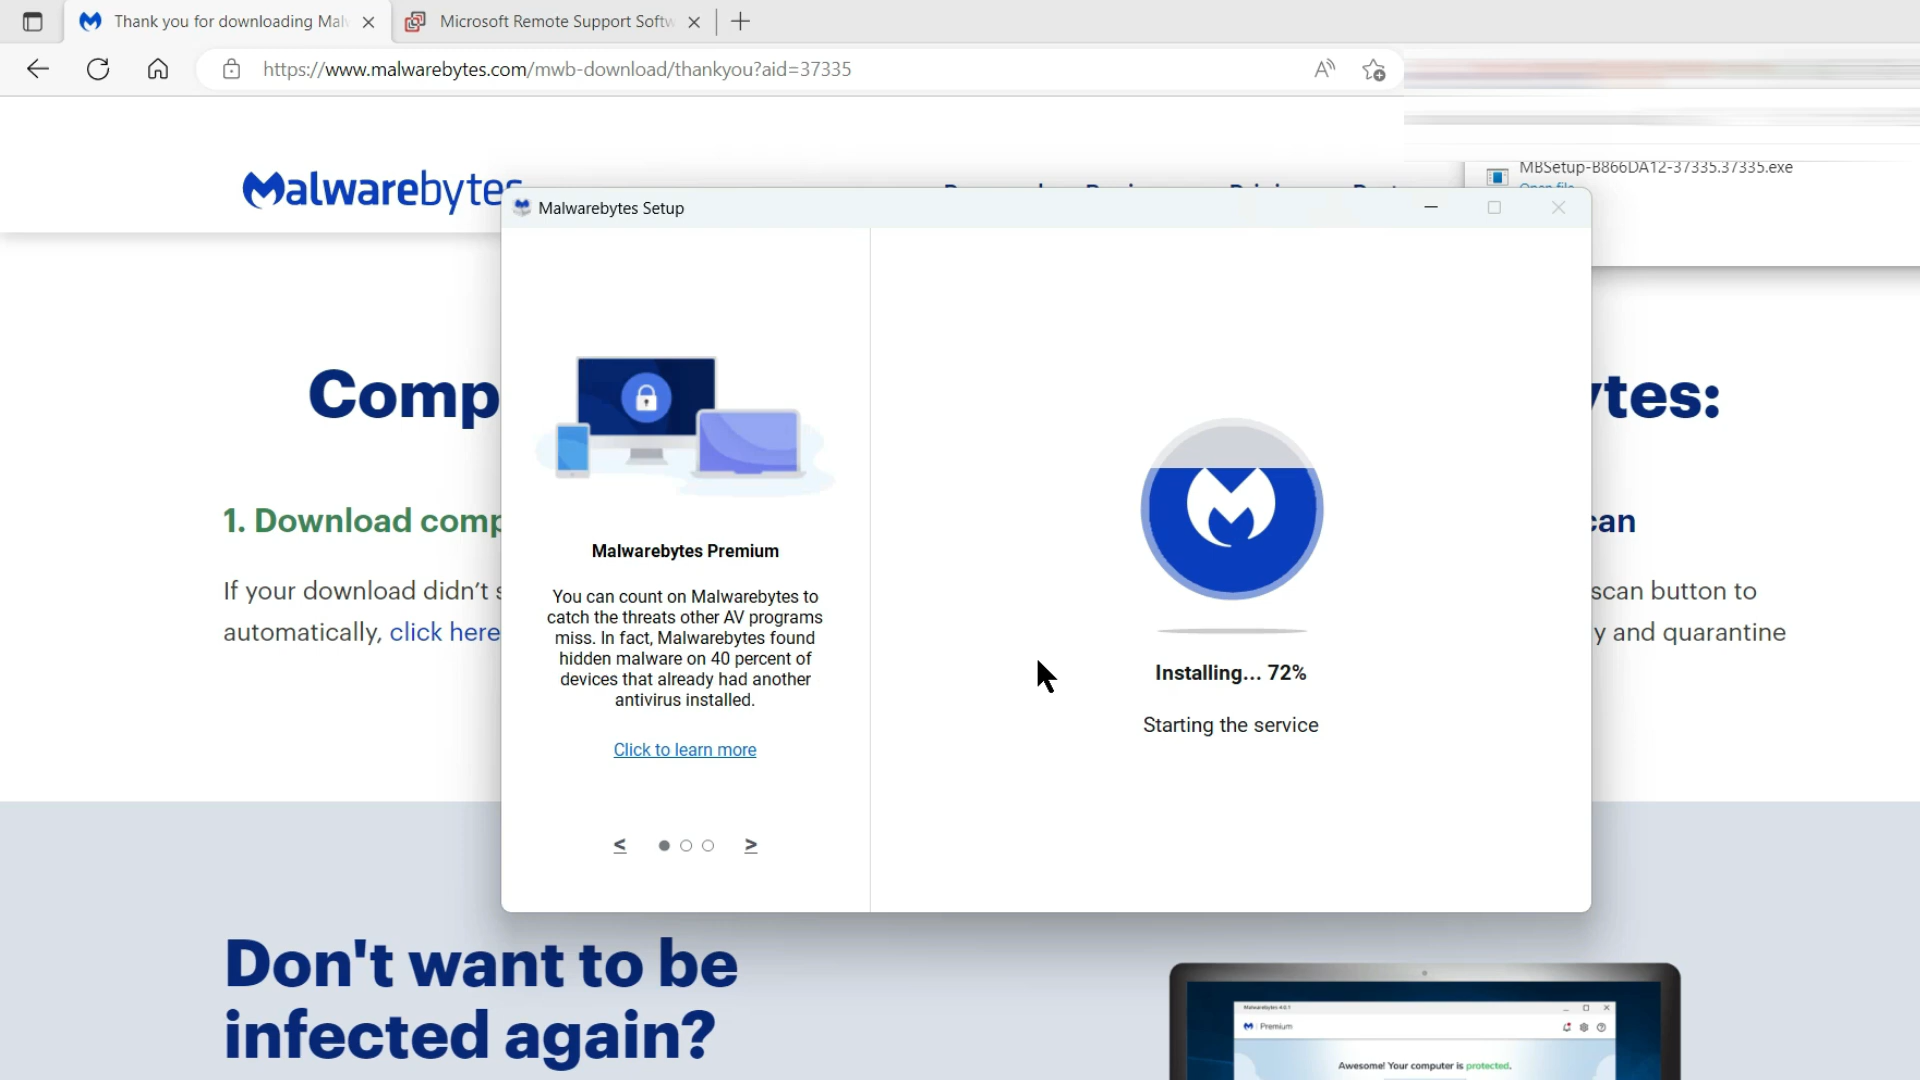 Thank you for downloading Mal
Microsoft Remote Support Softw
https://www.malwarebytes.com/mwb-download/thankyou?aid=37335
MBSetup-B866DA12-37335.37335.exe
Open file
Malwarebytes
Malwarebytes Setup
Comp
ytes:
1. Download comp
can
If your download didn't s
automatically, click here
scan button to
y and quarantine
Malwarebytes Premium
You can count on Malwarebytes to
catch the threats other AV programs
miss. In fact, Malwarebytes found
hidden malware on 40 percent of
devices that already had another
antivirus installed.
Click to learn more
< >
Installing... 72%
Starting the service
Don't want to be
infected again?
Malwarebytes 4.0.1
Premium
Awesome! Your computer is protected.